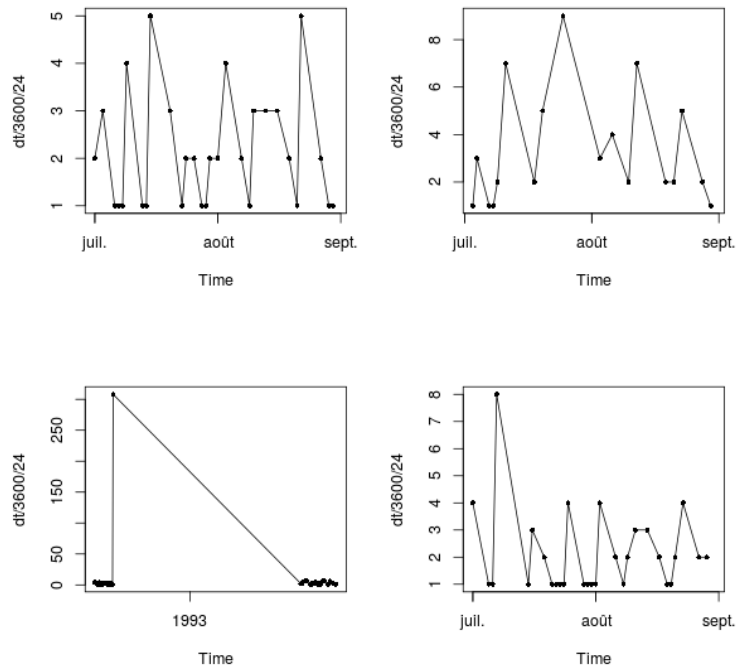 dt/3600/24
5
4
3
2
1
juil.
août
sept.
Time
dt/3600/24
8
6
4
2
juil.
août
sept.
Time
dt/3600/24
250
150
50
0
1993
Time
dt/3600/24
8
7
6
5
4
3
2
1
juil.
août
sept.
Time